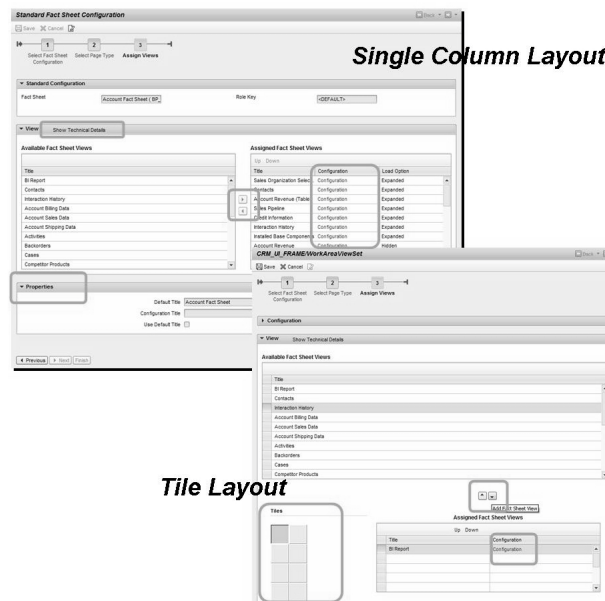 Standard Fact Sheet Configuration
Back
Save Cancel
1 2 3
Select Fact Sheet Configuration Select Page Type Assign Views
Single Column Layout
Standard Configuration
Fact Sheet Account Fact Sheet ( BP_ Role Key <DEFAULT>
View Show Technical Details
Available Fact Sheet Views Assigned Fact Sheet Views
Up Down
Title Title Configuration Load Option
BI Report Sales Organization Selec Configuration Expanded
Contacts Contacts Configuration Expanded
Interaction History Account Revenue (Table Configuration Expanded
Account Billing Data Sales Pipeline Configuration Expanded
Account Sales Data Credit Information Configuration Expanded
Account Shipping Data Interaction History Configuration Expanded
Activities Installed Base Components Configuration Expanded
Backorders Account Revenue Configuration Hidden
Cases
Competitor Products
Properties
Default Title Account Fact Sheet
Configuration Title
Use Default Title
Previous Next Finish
CRM_UI_FRAME/WorkAreaViewSet
Back
Save Cancel
1 2 3
Select Fact Sheet Configuration Select Page Type Assign Views
Configuration
View Show Technical Details
Available Fact Sheet Views
Title
BI Report
Contacts
Interaction History
Account Billing Data
Account Sales Data
Account Shipping Data
Activities
Backorders
Cases
Competitor Products
Tile Layout
Add Fact Sheet View
Tiles
Assigned Fact Sheet Views
Up Down
Title Configuration
BI Report Configuration